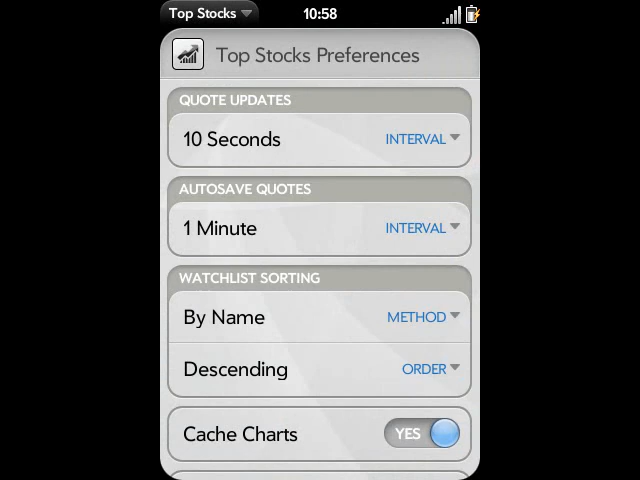 Top Stocks 10:58
Top Stocks Preferences
QUOTE UPDATES
10 Seconds INTERVAL
AUTOSAVE QUOTES
1 Minute INTERVAL
WATCHLIST SORTING
By Name METHOD
Descending ORDER
Cache Charts YES